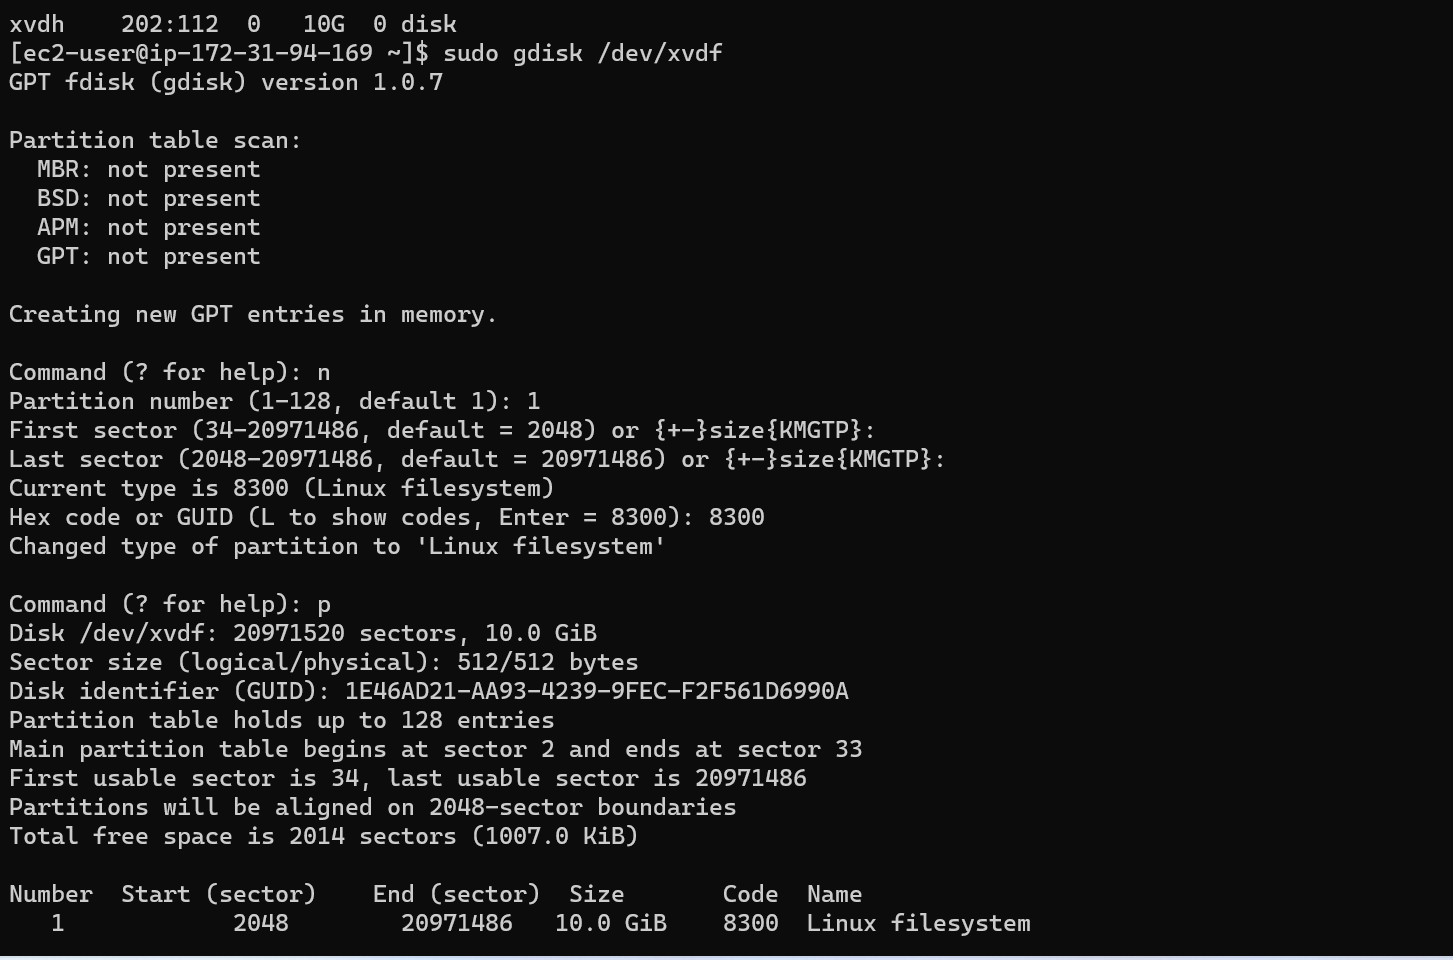 xvdh    202:112  0   10G  0 disk
[ec2-user@ip-172-31-94-169 ~]$ sudo gdisk /dev/xvdf
GPT fdisk (gdisk) version 1.0.7
Partition table scan:
  MBR: not present
  BSD: not present
  APM: not present
  GPT: not present
Creating new GPT entries in memory.
Command (? for help): n
Partition number (1-128, default 1): 1
First sector (34-20971486, default = 2048) or {+-}size{KMGTP}:
Last sector (2048-20971486, default = 20971486) or {+-}size{KMGTP}:
Current type is 8300 (Linux filesystem)
Hex code or GUID (L to show codes, Enter = 8300): 8300
Changed type of partition to 'Linux filesystem'
Command (? for help): p
Disk /dev/xvdf: 20971520 sectors, 10.0 GiB
Sector size (logical/physical): 512/512 bytes
Disk identifier (GUID): 1E46AD21-AA93-4239-9FEC-F2F561D6990A
Partition table holds up to 128 entries
Main partition table begins at sector 2 and ends at sector 33
First usable sector is 34, last usable sector is 20971486
Partitions will be aligned on 2048-sector boundaries
Total free space is 2014 sectors (1007.0 KiB)
Number  Start (sector)    End (sector)  Size       Code  Name
   1            2048        20971486   10.0 GiB    8300  Linux filesystem